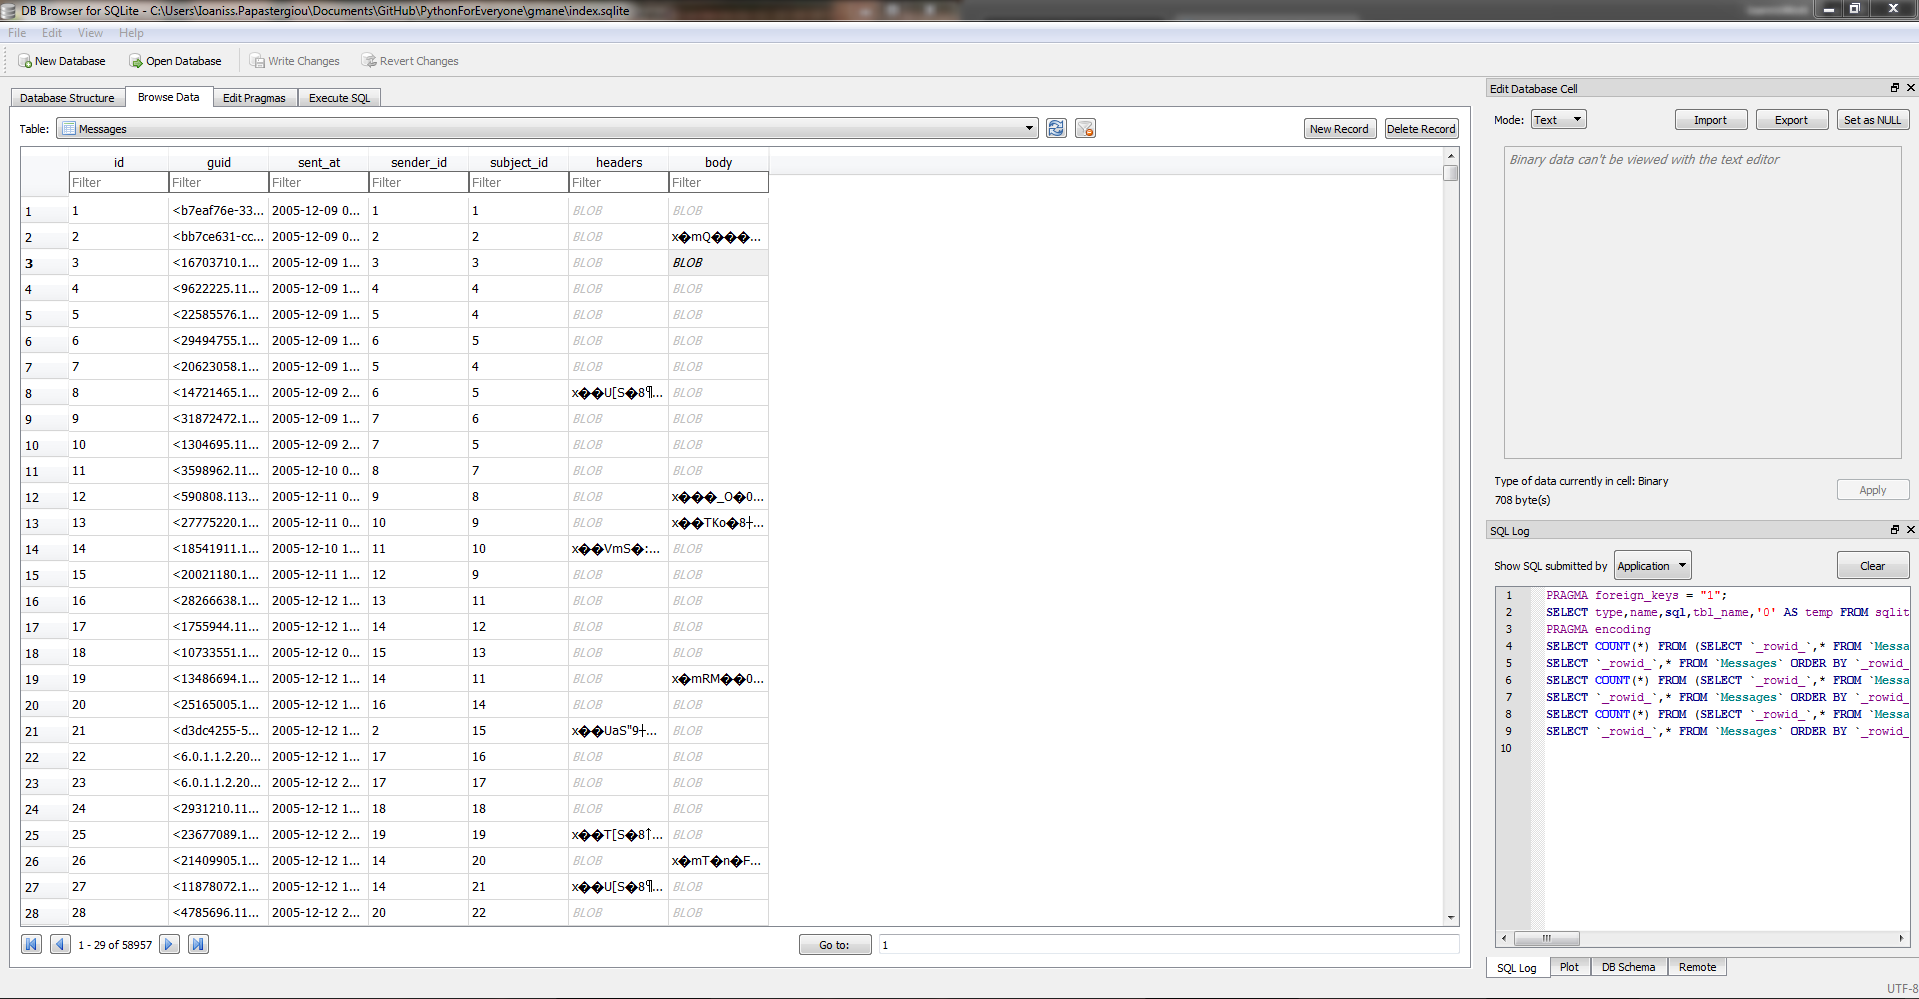 DB Browser for SQLite - C:\Users\Ioaniss.Papastergiou\Documents\GitHub\PythonForEveryone\gmane\index.sqlite
File Edit View Help
New Database Open Database Write Changes Revert Changes
Database Structure Browse Data Edit Pragmas Execute SQL
Table: Messages New Record Delete Record
id guid sent_at sender_id subject_id headers body
Filter Filter Filter Filter Filter Filter Filter
1 1 <b7eaf76e-33... 2005-12-09 0... 1 1 BLOB BLOB
2 2 <bb7ce631-cc... 2005-12-09 0... 2 2 BLOB x�mQ���...
3 3 <16703710.1... 2005-12-09 1... 3 3 BLOB BLOB
4 4 <9622225.11... 2005-12-09 1... 4 4 BLOB BLOB
5 5 <22585576.1... 2005-12-09 1... 5 4 BLOB BLOB
6 6 <29494755.1... 2005-12-09 1... 6 5 BLOB BLOB
7 7 <20623058.1... 2005-12-09 1... 5 4 BLOB BLOB
8 8 <14721465.1... 2005-12-09 2... 6 5 x��U[S�8¶... BLOB
9 9 <31872472.1... 2005-12-09 1... 7 6 BLOB BLOB
10 10 <1304695.11... 2005-12-09 2... 7 5 BLOB BLOB
11 11 <3598962.11... 2005-12-10 0... 8 7 BLOB BLOB
12 12 <590808.113... 2005-12-11 0... 9 8 BLOB x���_O�0...
13 13 <27775220.1... 2005-12-11 0... 10 9 BLOB x��TKo�8┼...
14 14 <18541911.1... 2005-12-10 1... 11 10 x��VmS�:... BLOB
15 15 <20021180.1... 2005-12-11 1... 12 9 BLOB BLOB
16 16 <28266638.1... 2005-12-12 1... 13 11 BLOB BLOB
17 17 <1755944.11... 2005-12-12 1... 14 12 BLOB BLOB
18 18 <10733551.1... 2005-12-12 0... 15 13 BLOB BLOB
19 19 <13486694.1... 2005-12-12 1... 14 11 BLOB x�mRM��0...
20 20 <25165005.1... 2005-12-12 1... 16 14 BLOB BLOB
21 21 <d3dc4255-5... 2005-12-12 1... 2 15 x��UaS"9┼... BLOB
22 22 <6.0.1.1.2.20... 2005-12-12 1... 17 16 BLOB BLOB
23 23 <6.0.1.1.2.20... 2005-12-12 2... 17 17 BLOB BLOB
24 24 <2931210.11... 2005-12-12 1... 18 18 BLOB BLOB
25 25 <23677089.1... 2005-12-12 2... 19 19 x��T[S�8↑... BLOB
26 26 <21409905.1... 2005-12-12 1... 14 20 BLOB x�mT�n�F...
27 27 <11878072.1... 2005-12-12 1... 14 21 x��U[S�8¶... BLOB
28 28 <4785696.11... 2005-12-12 2... 20 22 BLOB BLOB
1 - 29 of 58957 Go to: 1
Edit Database Cell
Mode: Text Import Export Set as NULL
Binary data can't be viewed with the text editor
Type of data currently in cell: Binary
708 byte(s)
Apply
SQL Log
Show SQL submitted by Application Clear
1 PRAGMA foreign_keys = "1";
2 SELECT type,name,sql,tbl_name,'0' AS temp FROM sqlit
3 PRAGMA encoding
4 SELECT COUNT(*) FROM (SELECT `_rowid_`,* FROM `Messa
5 SELECT `_rowid_`,* FROM `Messages` ORDER BY `_rowid_
6 SELECT COUNT(*) FROM (SELECT `_rowid_`,* FROM `Messa
7 SELECT `_rowid_`,* FROM `Messages` ORDER BY `_rowid_
8 SELECT COUNT(*) FROM (SELECT `_rowid_`,* FROM `Messa
9 SELECT `_rowid_`,* FROM `Messages` ORDER BY `_rowid_
10
SQL Log Plot DB Schema Remote
UTF-8